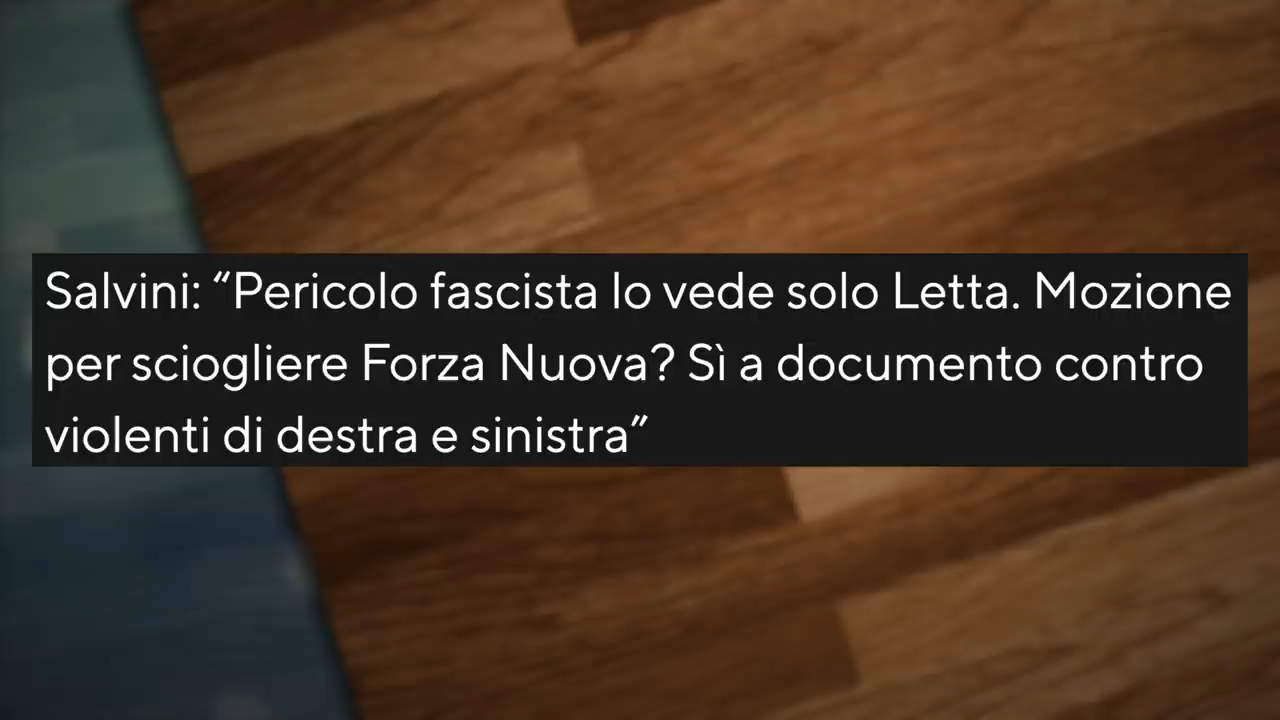 Salvini: “Pericolo fascista lo vede solo Letta. Mozione
per sciogliere Forza Nuova? Sì a documento contro
violenti di destra e sinistra”